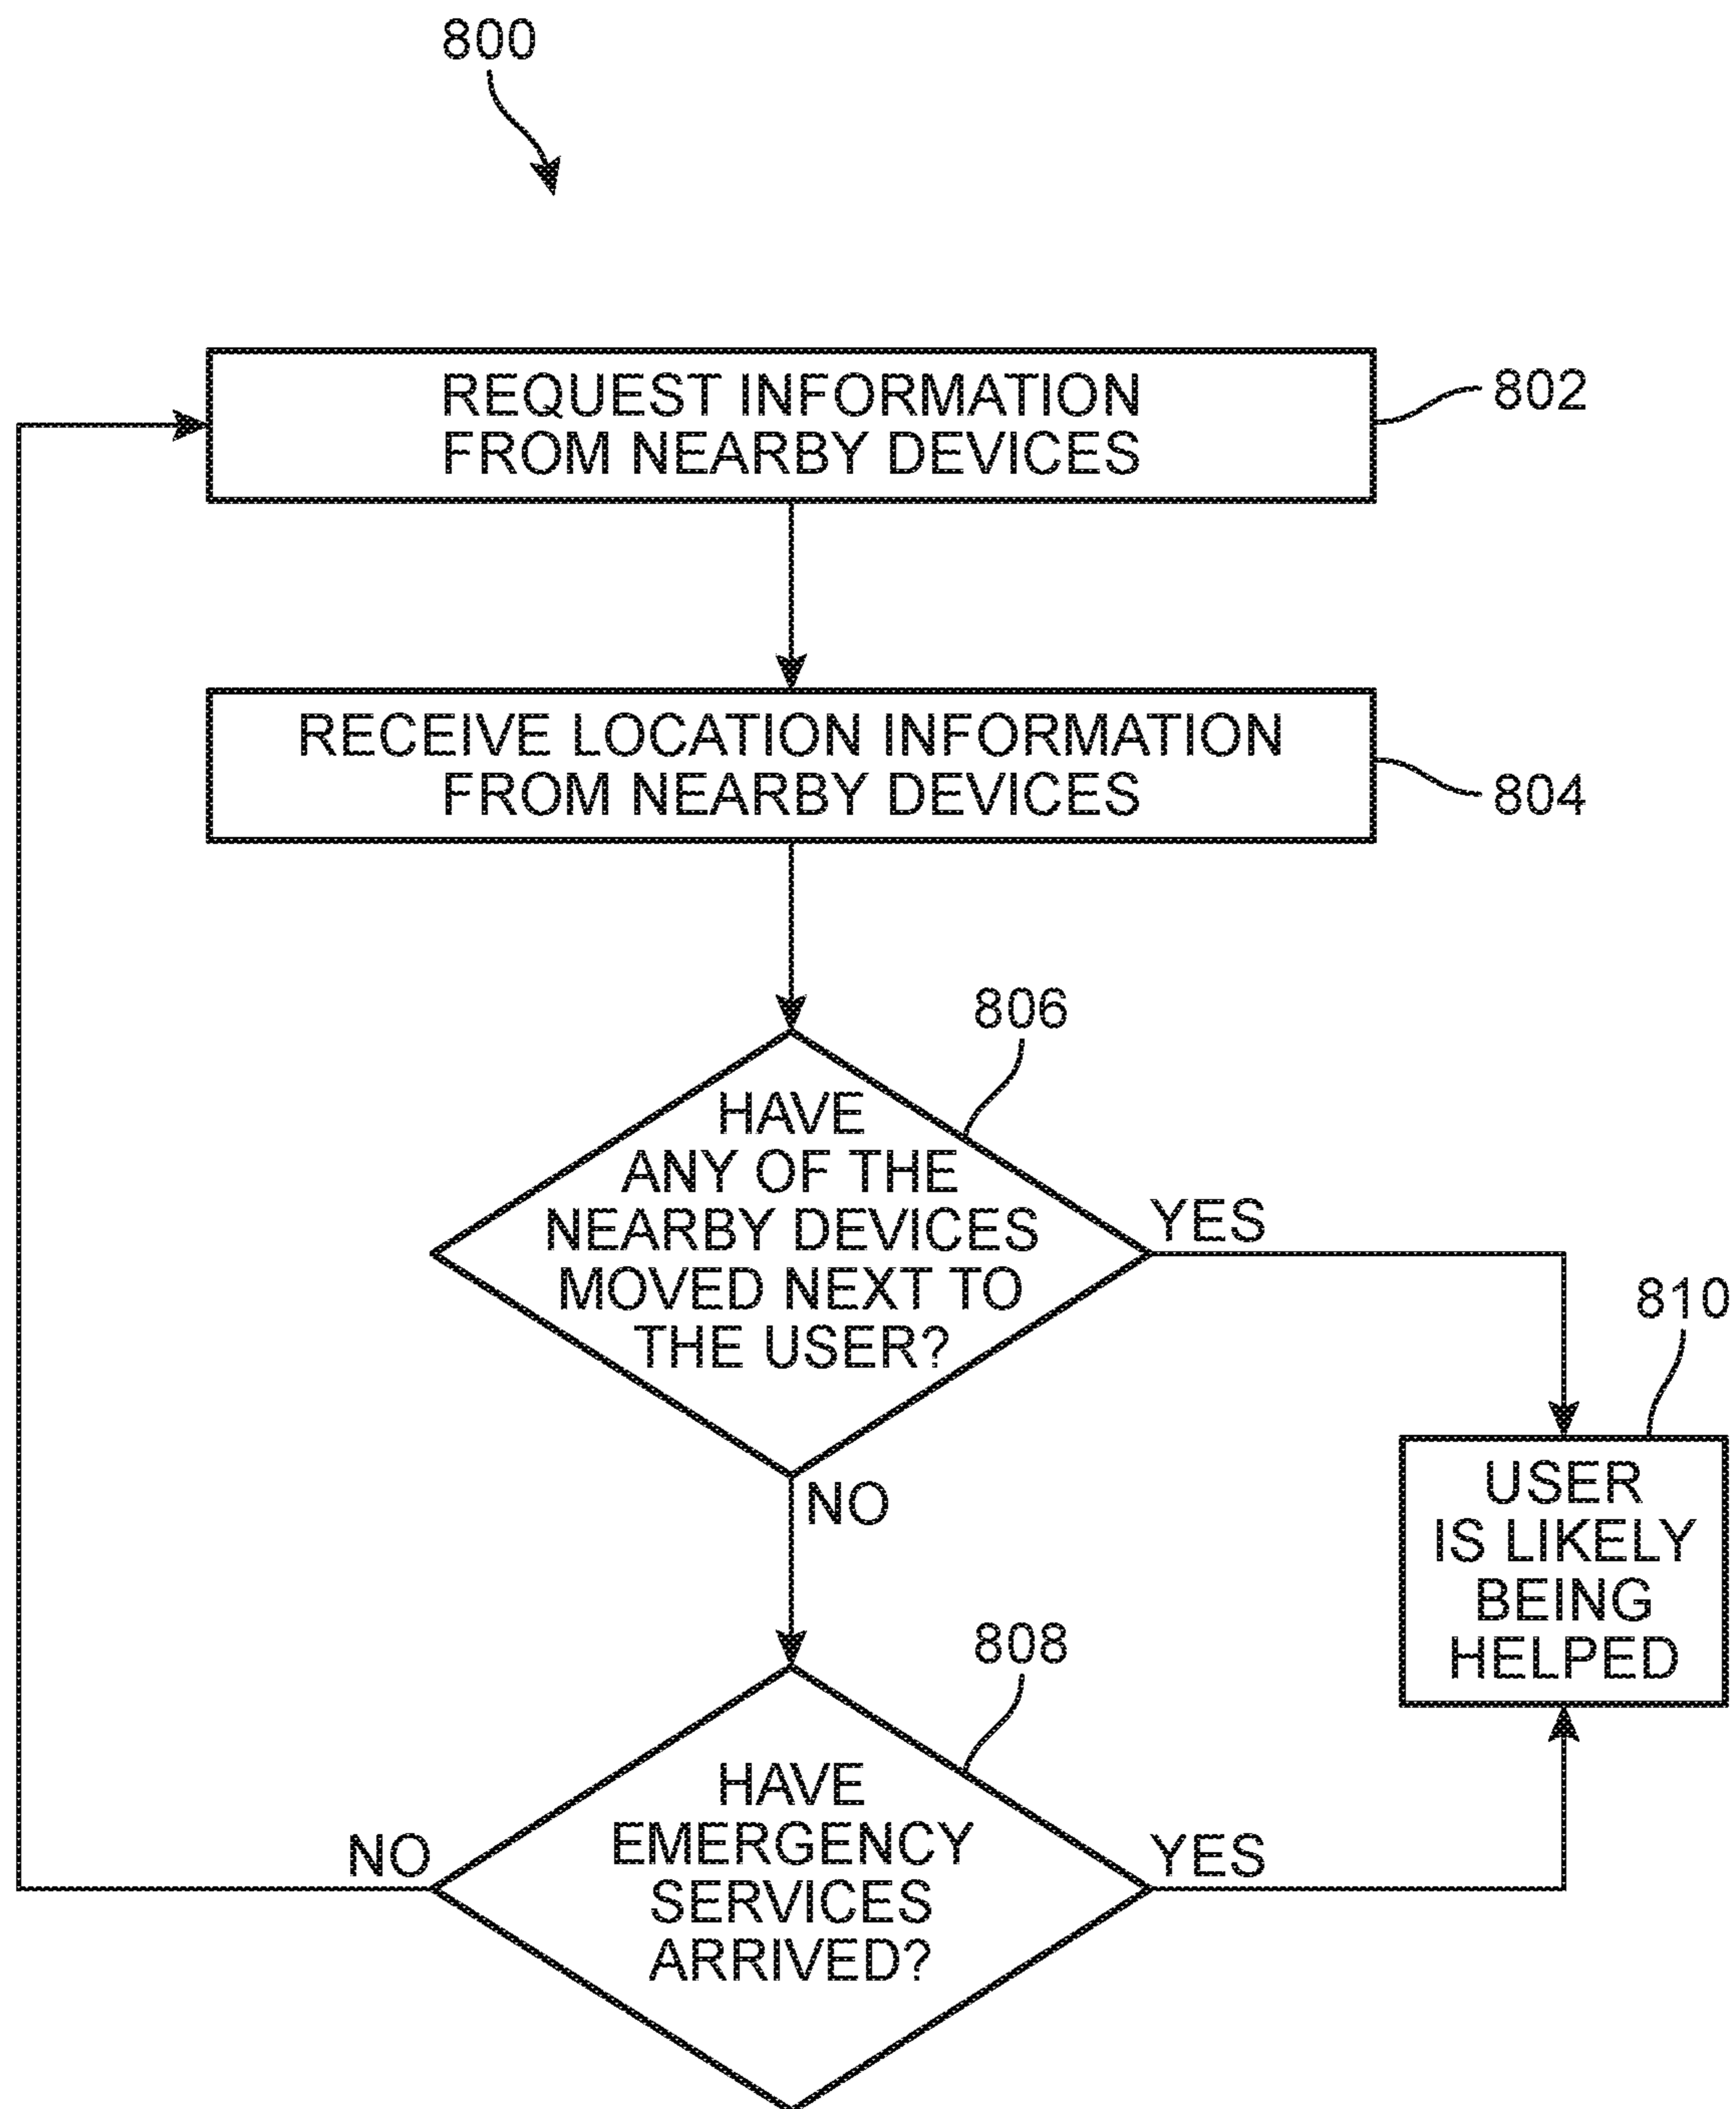 800
REQUEST INFORMATION
FROM NEARBY DEVICES
802
RECEIVE LOCATION INFORMATION
FROM NEARBY DEVICES
804
806
HAVE
ANY OF THE
NEARBY DEVICES
MOVED NEXT TO
THE USER?
YES
NO
810
USER
IS LIKELY
BEING
HELPED
808
HAVE
EMERGENCY
SERVICES
ARRIVED?
NO
YES